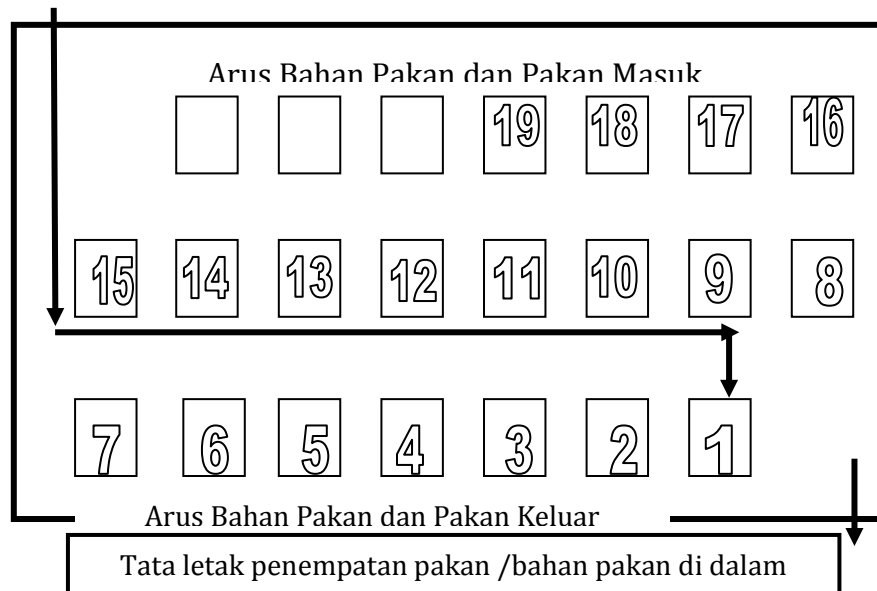 Arus Bahan Pakan dan Pakan Masuk
19 18 17 16
15 14 13 12 11 10 9 8
7 6 5 4 3 2 1
Arus Bahan Pakan dan Pakan Keluar
Tata letak penempatan pakan /bahan pakan di dalam